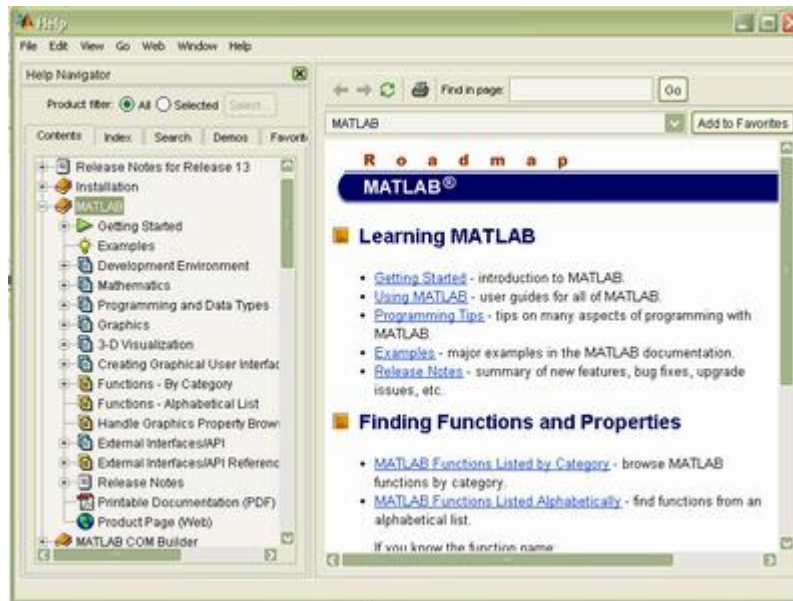 Help
File Edit View Go Web Window Help
Help Navigator
Product filter: All Selected Select...
Contents Index Search Demos Favorit
Release Notes for Release 13
Installation
MATLAB
Getting Started
Examples
Development Environment
Mathematics
Programming and Data Types
Graphics
3-D Visualization
Creating Graphical User Interfac
Functions - By Category
Functions - Alphabetical List
Handle Graphics Property Brow
External Interfaces/API
External Interfaces/API Referenc
Release Notes
Printable Documentation (PDF)
Product Page (Web)
MATLAB COM Builder
Find in page: Go
MATLAB Add to Favorites
Roadmap
MATLAB®
Learning MATLAB
• Getting Started - introduction to MATLAB.
• Using MATLAB - user guides for all of MATLAB.
• Programming Tips - tips on many aspects of programming with
MATLAB.
• Examples - major examples in the MATLAB documentation.
• Release Notes - summary of new features, bug fixes, upgrade
issues, etc.
Finding Functions and Properties
• MATLAB Functions Listed by Category - browse MATLAB
functions by category.
• MATLAB Functions Listed Alphabetically - find functions from an
alphabetical list.
If you know the function name